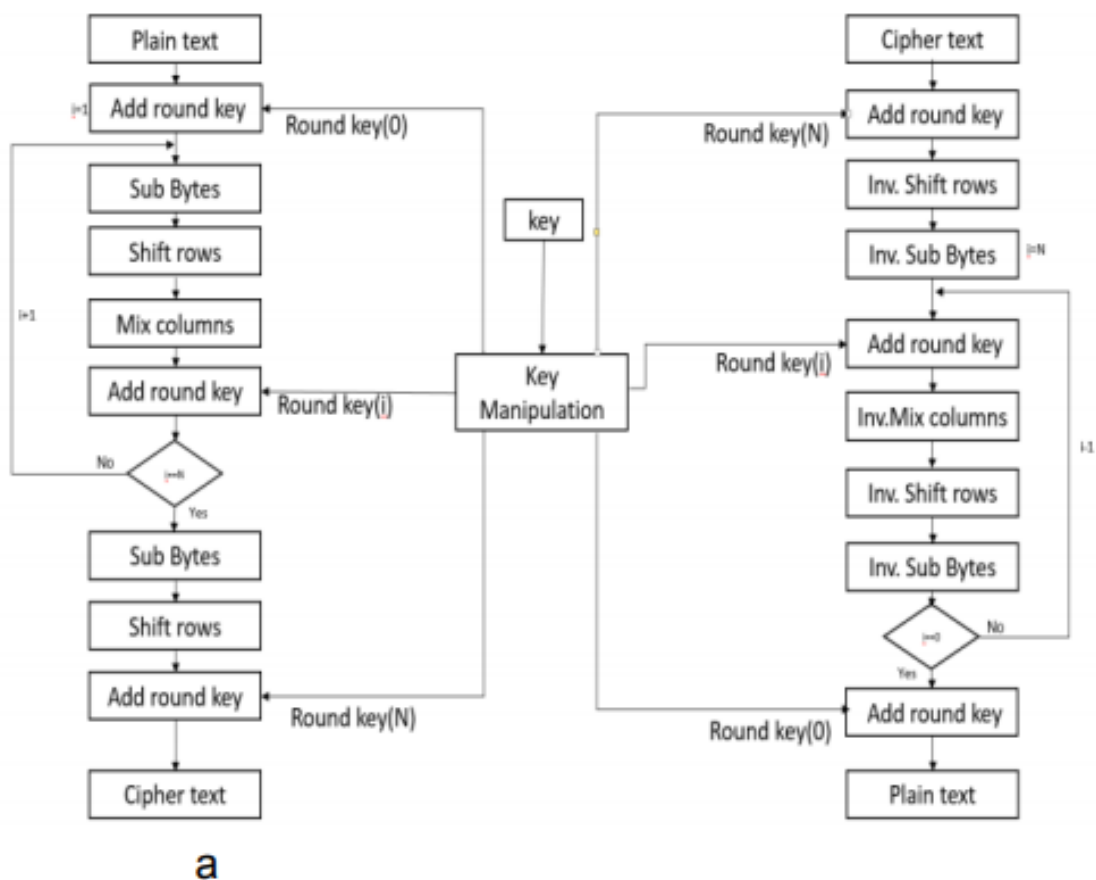 Plain text
i=1
Add round key
Round key(0)
Sub Bytes
Shift rows
Mix columns
i+1
Add round key
Round key(i)
No
i==N
Yes
Sub Bytes
Shift rows
Add round key
Round key(N)
Cipher text
a
key
Key
Manipulation
Cipher text
Add round key
Round key(N)
Inv. Shift rows
Inv. Sub Bytes
i=N
Add round key
Round key(i)
Inv.Mix columns
i-1
Inv. Shift rows
Inv. Sub Bytes
i==0
No
Yes
Add round key
Round key(0)
Plain text